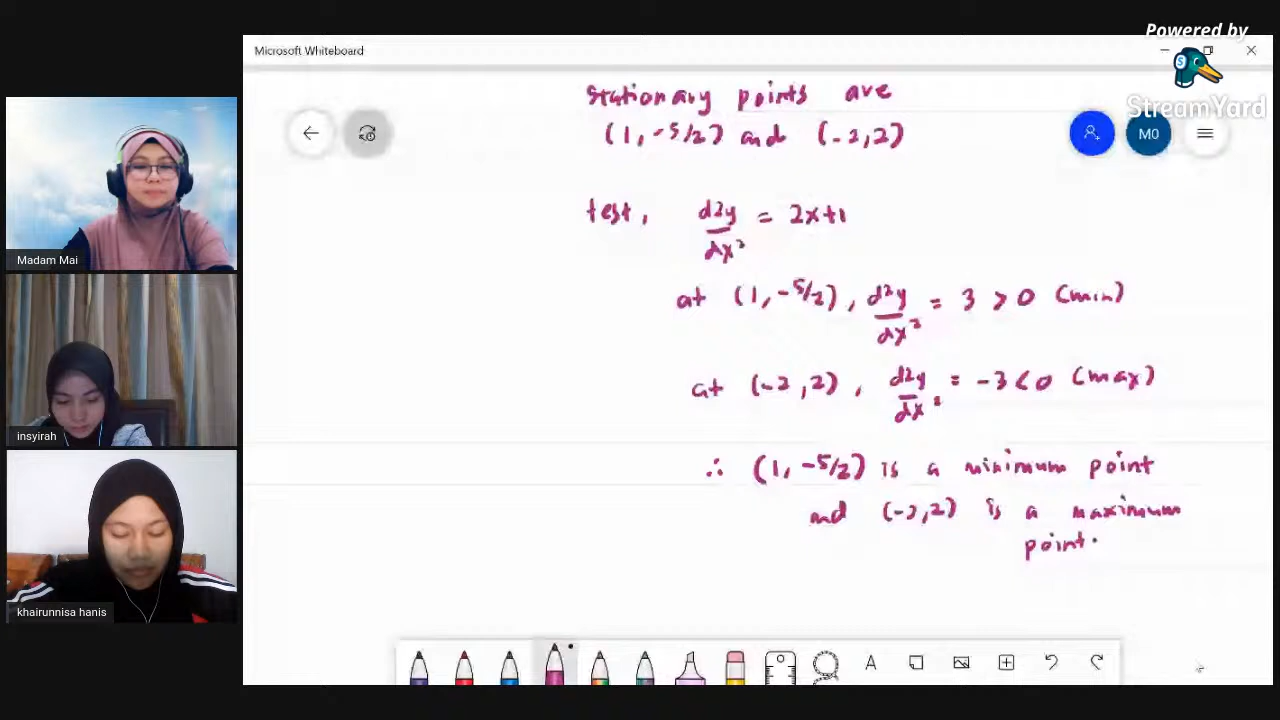 Powered by
StreamYard
Microsoft Whiteboard
M0
Madam Mai
insyirah
khairunnisa hanis
stationary points are
(1, -5/2) and (-2,2)
test, d2y/dx² = 2x+1
at (1, -5/2), d2y/dx² = 3 > 0 (min)
at (-2,2), d2y/dx² = -3 < 0 (max)
∴ (1, -5/2) is a minimum point
and (-2,2) is a maximum
point.
A